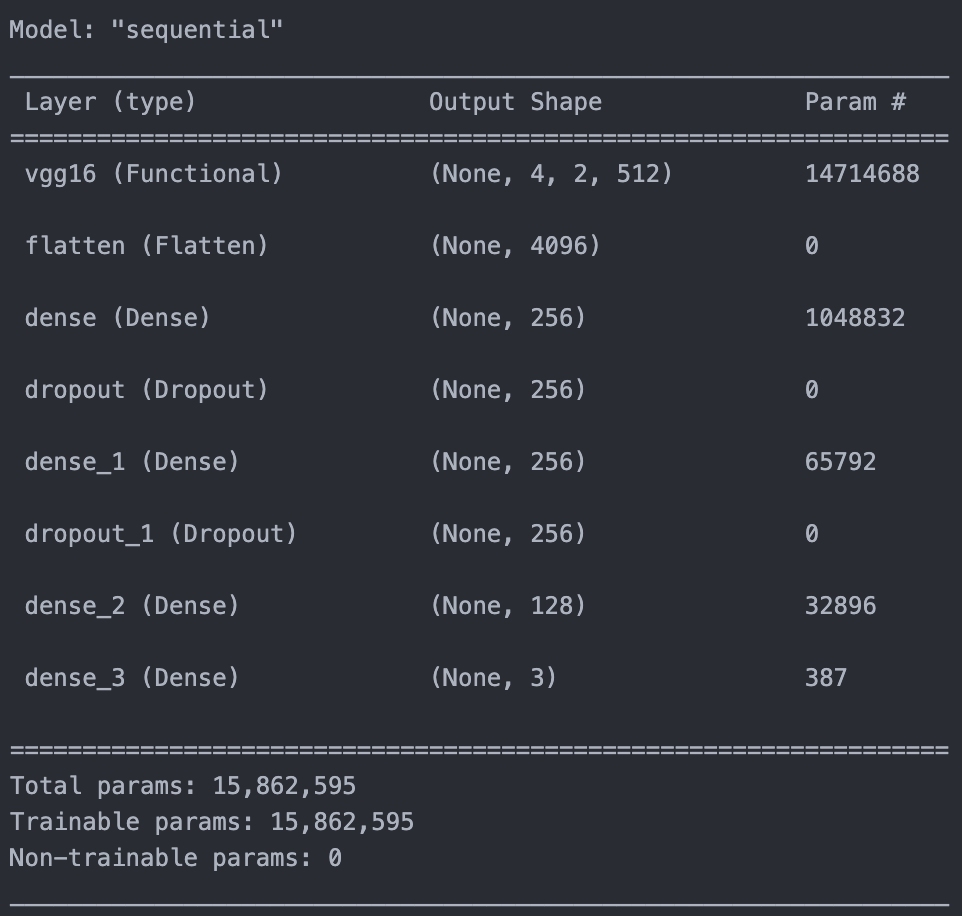 Model: "sequential"
Layer (type) Output Shape Param #
vgg16 (Functional) (None, 4, 2, 512) 14714688
flatten (Flatten) (None, 4096) 0
dense (Dense) (None, 256) 1048832
dropout (Dropout) (None, 256) 0
dense_1 (Dense) (None, 256) 65792
dropout_1 (Dropout) (None, 256) 0
dense_2 (Dense) (None, 128) 32896
dense_3 (Dense) (None, 3) 387
Total params: 15,862,595
Trainable params: 15,862,595
Non-trainable params: 0